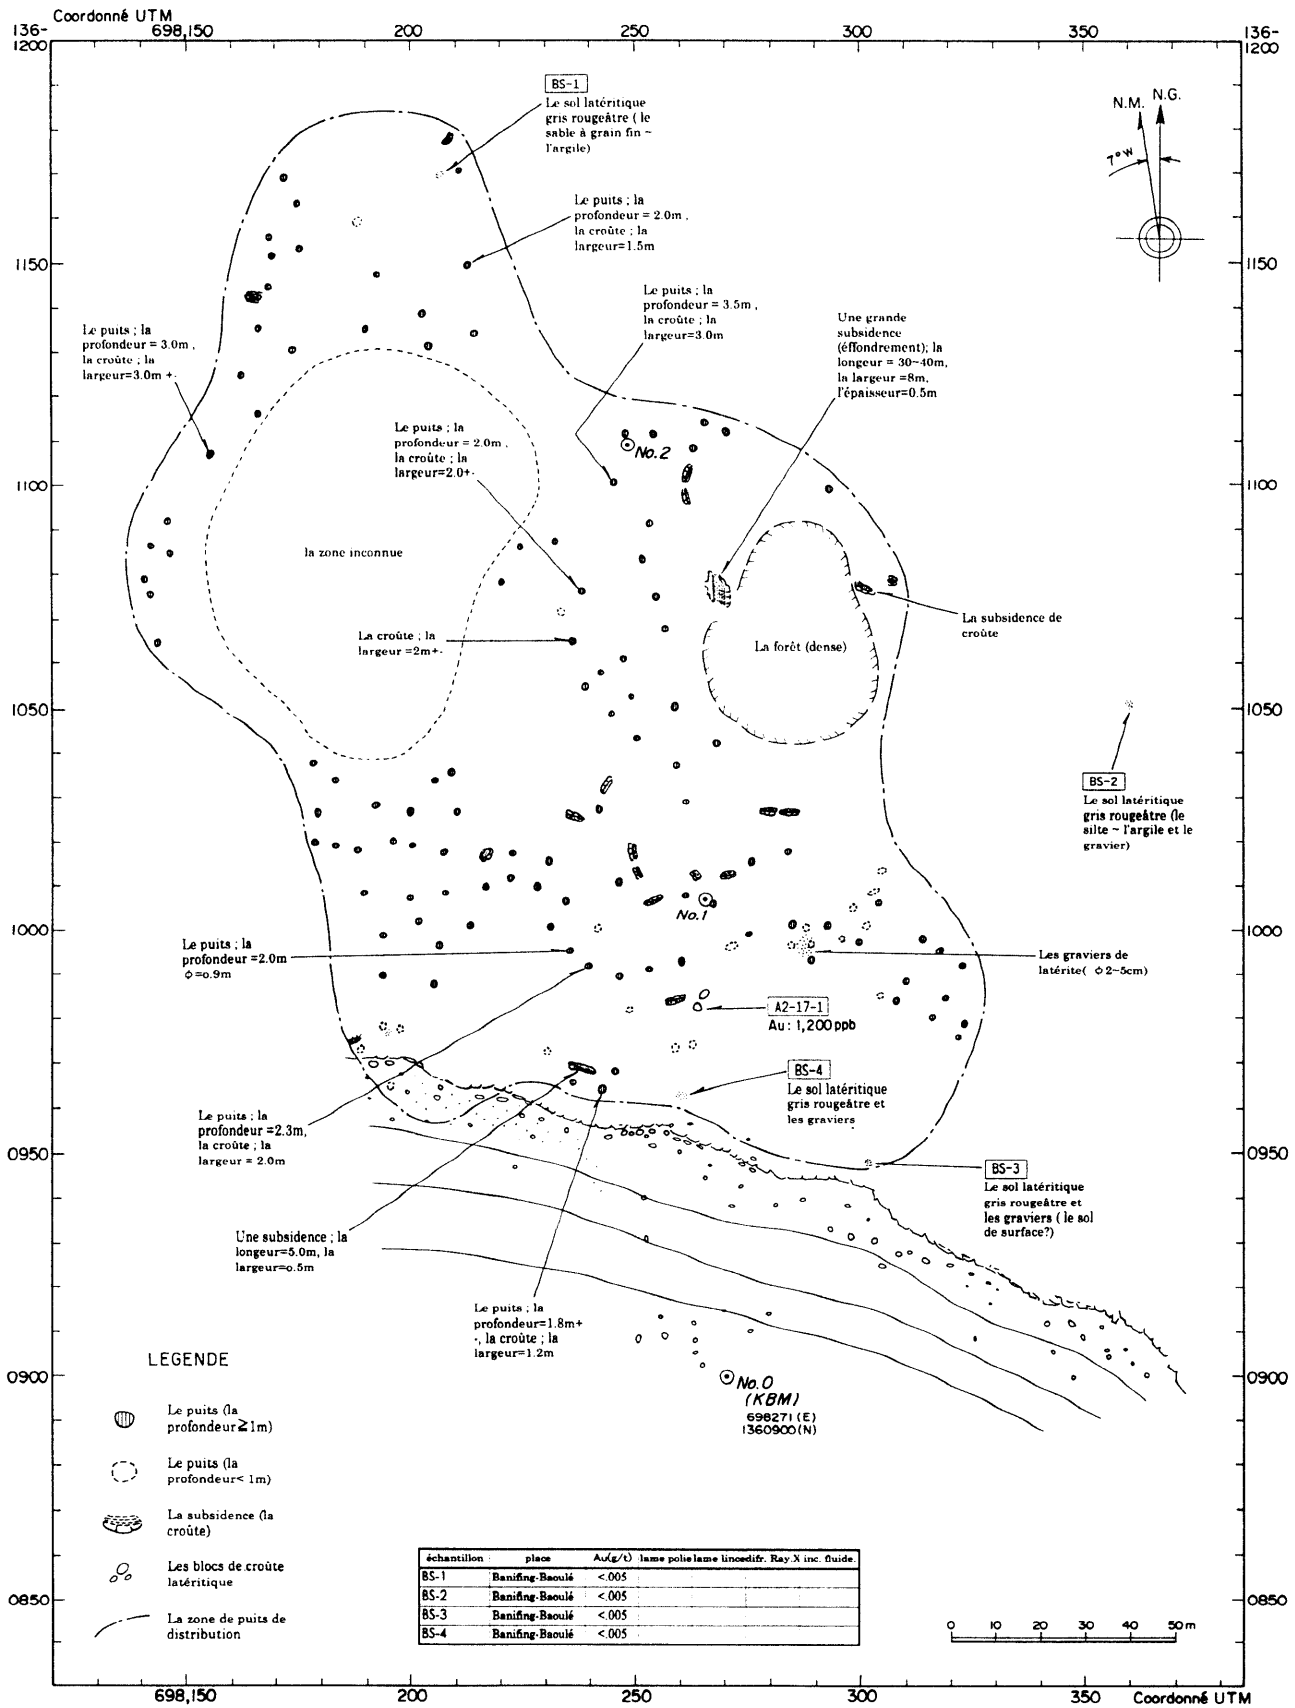 Coordonné UTM
136- 698,150 200 250 300 350 136-
1200 1200
N.M. N.G.
7°W
BS-1
Le sol latéritique
gris rougeâtre ( le
sable à grain fin ~
l'argile)
Le puits ; la
profondeur = 2.0m ,
la croûte ; la
largeur=1.5m
1150 1150
Le puits ; la
profondeur = 3.5m ,
la croûte ; la
largeur=3.0m
Une grande
subsidence
(éffondrement); la
longeur = 30~40m,
la largeur =8m,
l'épaisseur=0.5m
Le puits ; la
profondeur = 3.0m ,
la croûte ; la
largeur=3.0m +-
Le puits ; la
profondeur = 2.0m ,
la croûte ; la
largeur=2.0+-
No.2
1100 1100
la zone inconnue
La croûte ; la
largeur =2m+-
La forêt (dense)
La subsidence de
croûte
1050 1050
BS-2
Le sol latéritique
gris rougeâtre (le
silte ~ l'argile et le
gravier)
No.1
1000 1000
Le puits ; la
profondeur =2.0m
ϕ=0.9m
Les graviers de
latérite( ϕ 2~5cm)
A2-17-1
Au : 1,200 ppb
BS-4
Le sol latéritique
gris rougeâtre et
les graviers
Le puits ; la
profondeur =2.3m,
la croûte ; la
largeur = 2.0m
0950 0950
BS-3
Le sol latéritique
gris rougeâtre et
les graviers ( le sol
de surface?)
Une subsidence ; la
longeur=5.0m, la
largeur=0.5m
Le puits ; la
profondeur=1.8m+
-, la croûte ; la
largeur=1.2m
0900 0900
No.0
(KBM)
698271 (E)
1360900 (N)
LEGENDE
Le puits (la
profondeur≧1m)
Le puits (la
profondeur< 1m)
La subsidence (la
croûte)
Les blocs de croûte
latéritique
La zone de puits de
distribution
échantillon place Au(g/t) lame polie lame lince difr. Ray.X inc. fluide.
BS-1 Banifing-Baoulé <.005
BS-2 Banifing-Baoulé <.005
BS-3 Banifing-Baoulé <.005
BS-4 Banifing-Baoulé <.005
0850 0850
0 10 20 30 40 50 m
698,150 200 250 300 350 Coordonné UTM